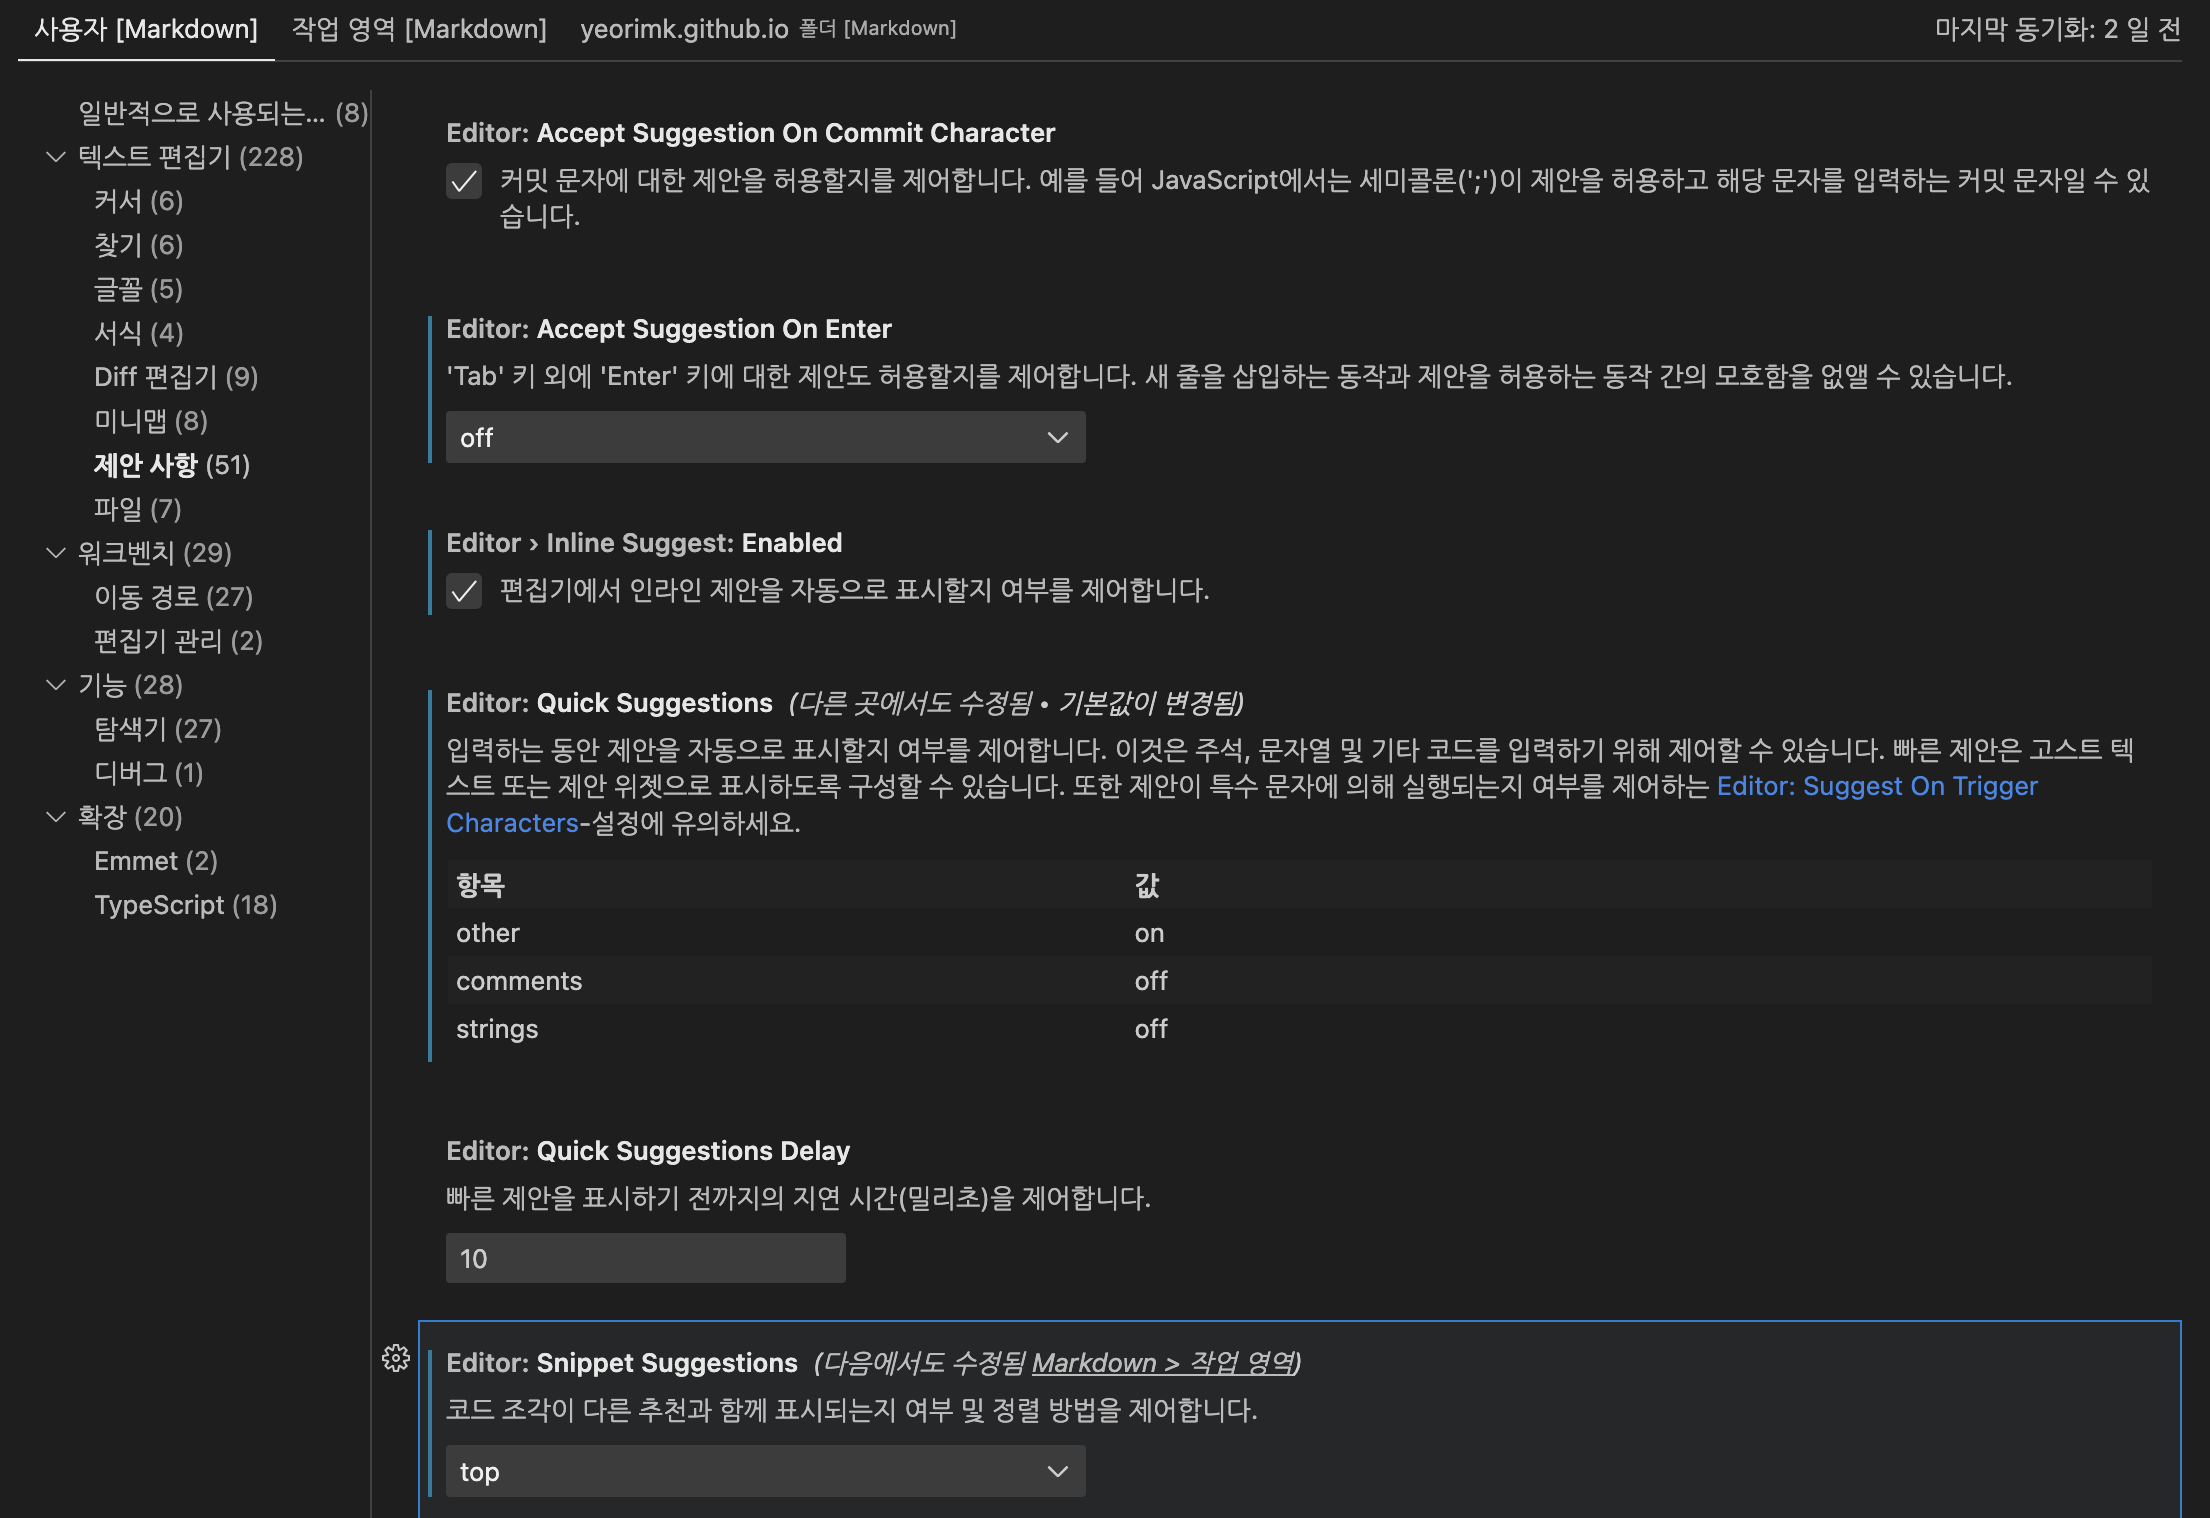 사용자 [Markdown]
작업 영역 [Markdown]
yeorimk.github.io 폴더 [Markdown]
마지막 동기화: 2 일 전
일반적으로 사용되는... (8)
텍스트 편집기 (228)
커서 (6)
찾기 (6)
글꼴 (5)
서식 (4)
Diff 편집기 (9)
미니맵 (8)
제안 사항 (51)
파일 (7)
워크벤치 (29)
이동 경로 (27)
편집기 관리 (2)
기능 (28)
탐색기 (27)
디버그 (1)
확장 (20)
Emmet (2)
TypeScript (18)
Editor: Accept Suggestion On Commit Character
커밋 문자에 대한 제안을 허용할지를 제어합니다. 예를 들어 JavaScript에서는 세미콜론(';')이 제안을 허용하고 해당 문자를 입력하는 커밋 문자일 수 있
습니다.
Editor: Accept Suggestion On Enter
'Tab' 키 외에 'Enter' 키에 대한 제안도 허용할지를 제어합니다. 새 줄을 삽입하는 동작과 제안을 허용하는 동작 간의 모호함을 없앨 수 있습니다.
off
Editor › Inline Suggest: Enabled
편집기에서 인라인 제안을 자동으로 표시할지 여부를 제어합니다.
Editor: Quick Suggestions (다른 곳에서도 수정됨 • 기본값이 변경됨)
입력하는 동안 제안을 자동으로 표시할지 여부를 제어합니다. 이것은 주석, 문자열 및 기타 코드를 입력하기 위해 제어할 수 있습니다. 빠른 제안은 고스트 텍
스트 또는 제안 위젯으로 표시하도록 구성할 수 있습니다. 또한 제안이 특수 문자에 의해 실행되는지 여부를 제어하는 Editor: Suggest On Trigger
Characters-설정에 유의하세요.
항목 값
other on
comments off
strings off
Editor: Quick Suggestions Delay
빠른 제안을 표시하기 전까지의 지연 시간(밀리초)을 제어합니다.
10
Editor: Snippet Suggestions (다음에서도 수정됨 Markdown > 작업 영역)
코드 조각이 다른 추천과 함께 표시되는지 여부 및 정렬 방법을 제어합니다.
top